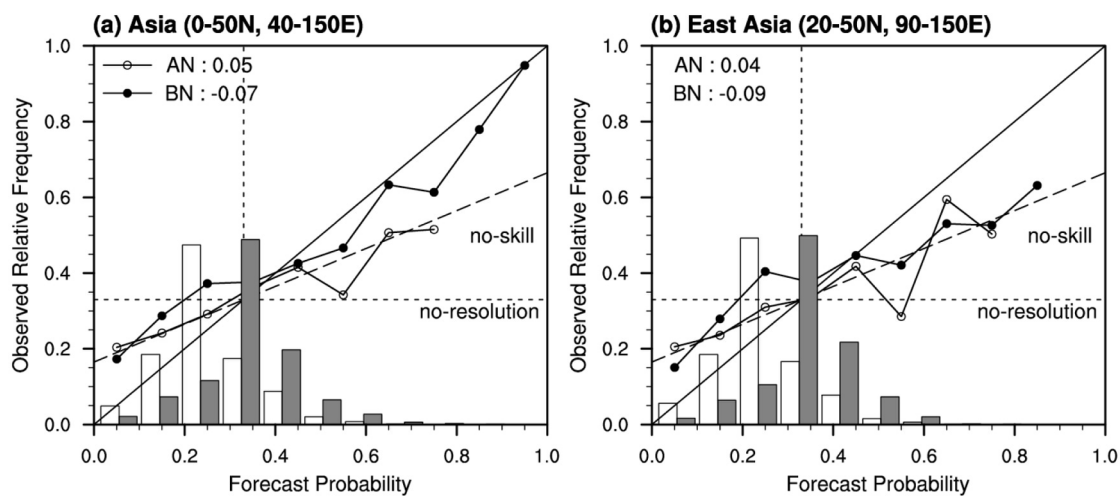 (a) Asia (0-50N, 40-150E)
1.0
0.8
0.6
0.4
0.2
0.0
Observed Relative Frequency
AN : 0.05
BN : -0.07
no-skill
no-resolution
0.0 0.2 0.4 0.6 0.8 1.0
Forecast Probability
(b) East Asia (20-50N, 90-150E)
1.0
0.8
0.6
0.4
0.2
0.0
Observed Relative Frequency
AN : 0.04
BN : -0.09
no-skill
no-resolution
0.0 0.2 0.4 0.6 0.8 1.0
Forecast Probability